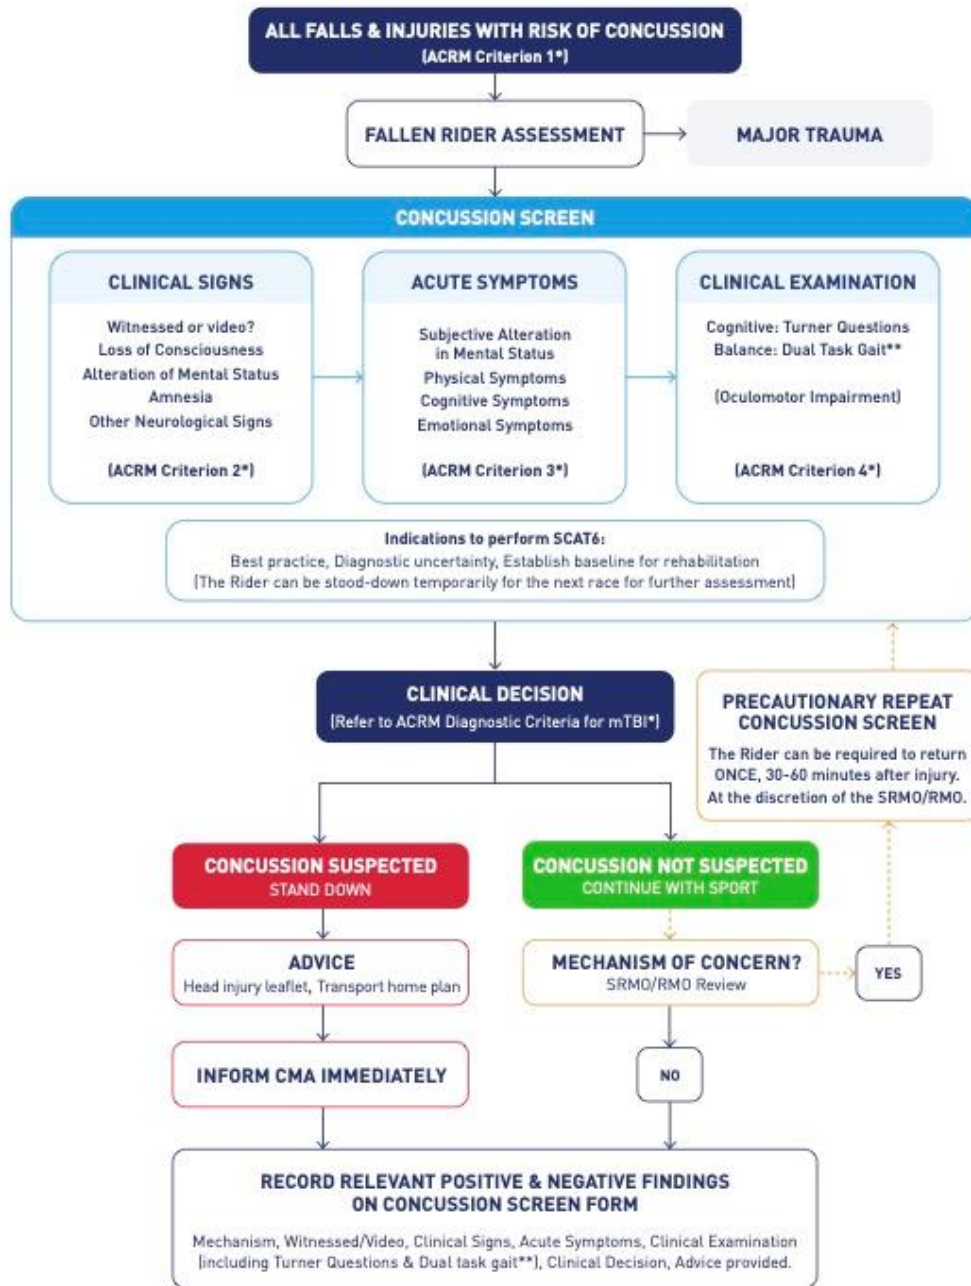 ALL FALLS & INJURIES WITH RISK OF CONCUSSION
(ACRM Criterion 1*)
FALLEN RIDER ASSESSMENT
MAJOR TRAUMA
CONCUSSION SCREEN
CLINICAL SIGNS
Witnessed or video?
Loss of Consciousness
Alteration of Mental Status
Amnesia
Other Neurological Signs
(ACRM Criterion 2*)
ACUTE SYMPTOMS
Subjective Alteration
in Mental Status
Physical Symptoms
Cognitive Symptoms
Emotional Symptoms
(ACRM Criterion 3*)
CLINICAL EXAMINATION
Cognitive: Turner Questions
Balance: Dual Task Gait**
(Oculomotor Impairment)
(ACRM Criterion 4*)
Indications to perform SCAT6:
Best practice, Diagnostic uncertainty, Establish baseline for rehabilitation
(The Rider can be stood-down temporarily for the next race for further assessment)
CLINICAL DECISION
(Refer to ACRM Diagnostic Criteria for mTBI*)
PRECAUTIONARY REPEAT
CONCUSSION SCREEN
The Rider can be required to return
ONCE, 30-60 minutes after injury.
At the discretion of the SRMO/RMO.
CONCUSSION SUSPECTED
STAND DOWN
CONCUSSION NOT SUSPECTED
CONTINUE WITH SPORT
ADVICE
Head injury leaflet, Transport home plan
MECHANISM OF CONCERN?
SRMO/RMO Review
YES
INFORM CMA IMMEDIATELY
NO
RECORD RELEVANT POSITIVE & NEGATIVE FINDINGS
ON CONCUSSION SCREEN FORM
Mechanism, Witnessed/Video, Clinical Signs, Acute Symptoms, Clinical Examination
(including Turner Questions & Dual task gait**), Clinical Decision, Advice provided.